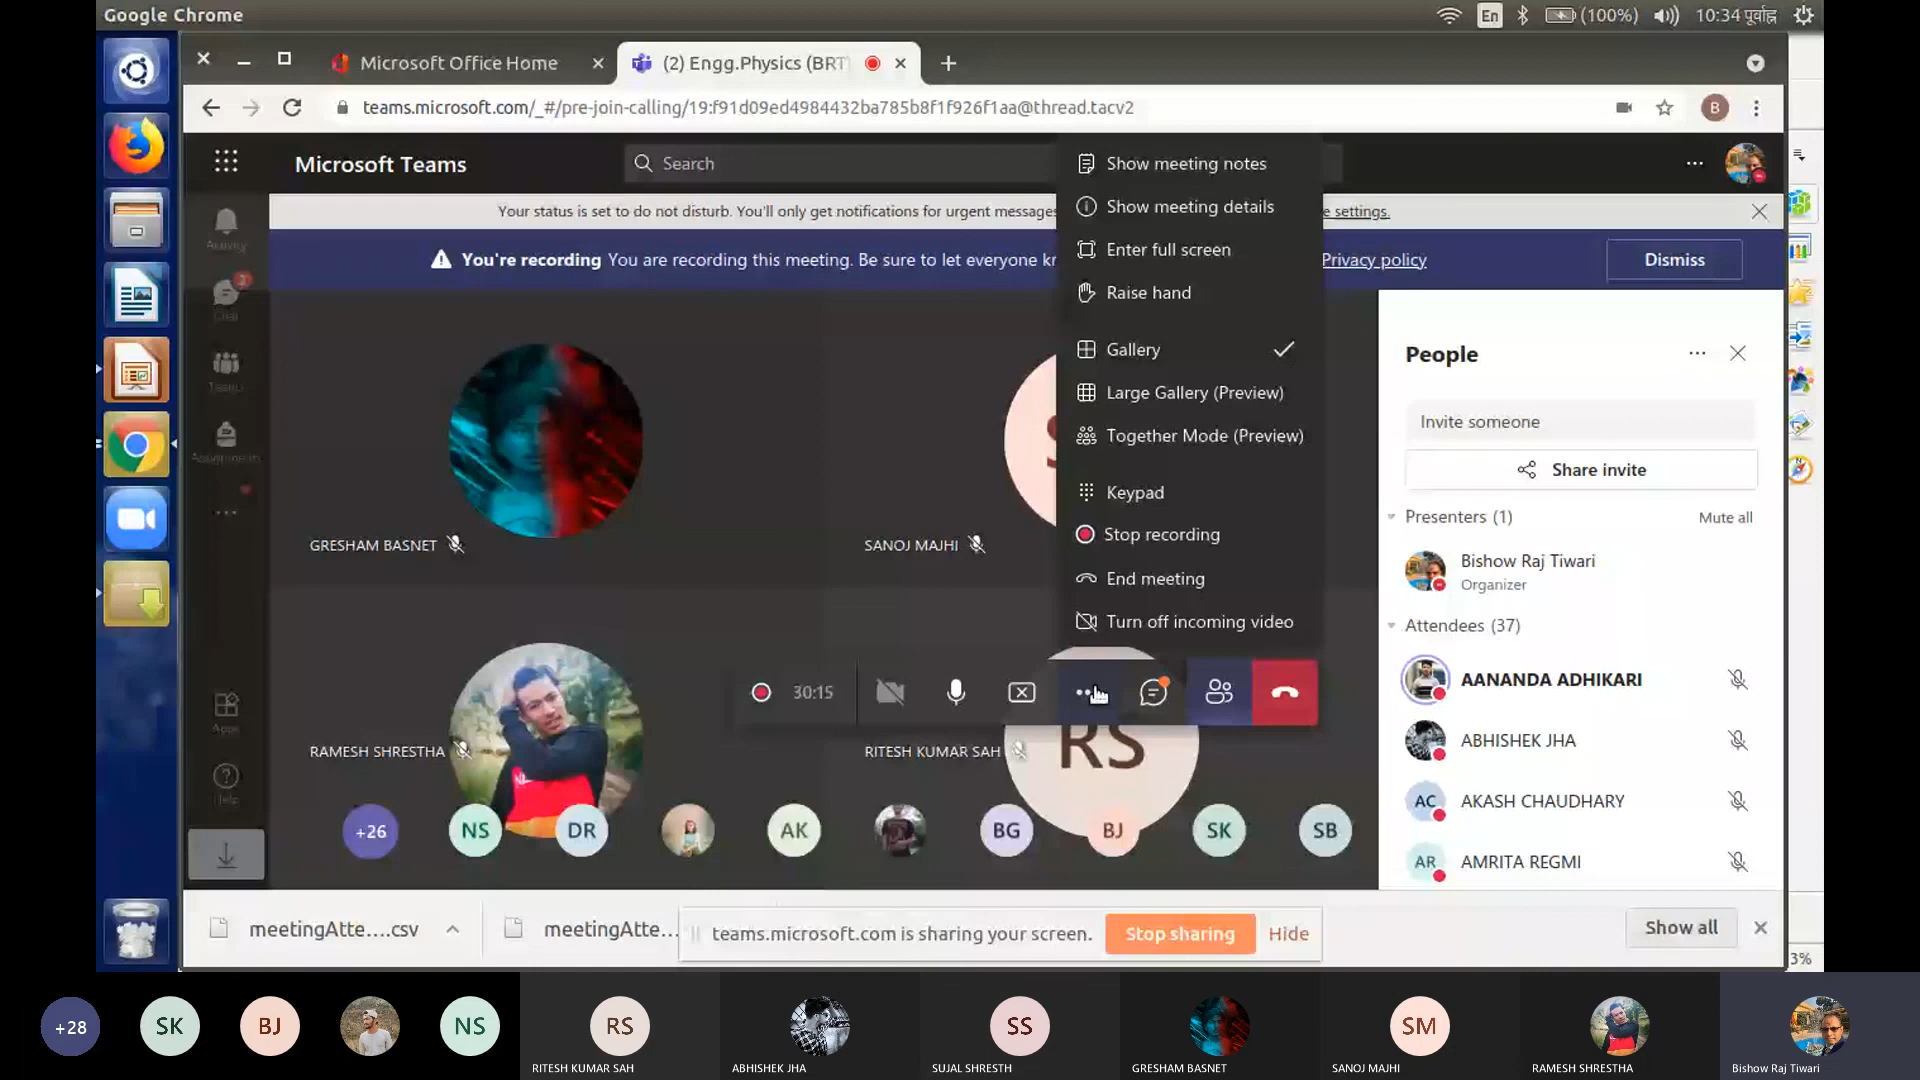 Google Chrome
En
(100%)
10:34 पूर्वाह्न
Microsoft Office Home
(2) Engg.Physics (BRT)
teams.microsoft.com/_#/pre-join-calling/19:f91d09ed4984432ba785b8f1f926f1aa@thread.tacv2
B
Microsoft Teams
Search
Your status is set to do not disturb. You'll only get notifications for urgent messages
e settings.
You're recording You are recording this meeting. Be sure to let everyone kr
Privacy policy
Dismiss
Activity
2
Chat
Teams
Assignments
Apps
Help
Show meeting notes
Show meeting details
Enter full screen
Raise hand
Gallery
Large Gallery (Preview)
Together Mode (Preview)
Keypad
Stop recording
End meeting
Turn off incoming video
GRESHAM BASNET
SANOJ MAJHI
RAMESH SHRESTHA
RITESH KUMAR SAH
30:15
RS
+26
NS
DR
AK
BG
BJ
SK
SB
People
Invite someone
Share invite
Presenters (1)
Mute all
Bishow Raj Tiwari
Organizer
Attendees (37)
AANANDA ADHIKARI
ABHISHEK JHA
AC
AKASH CHAUDHARY
AR
AMRITA REGMI
meetingAtte....csv
meetingAtte...
teams.microsoft.com is sharing your screen.
Stop sharing
Hide
Show all
3%
+28
SK
BJ
NS
RS
RITESH KUMAR SAH
ABHISHEK JHA
SS
SUJAL SHRESTH
GRESHAM BASNET
SM
SANOJ MAJHI
RAMESH SHRESTHA
Bishow Raj Tiwari